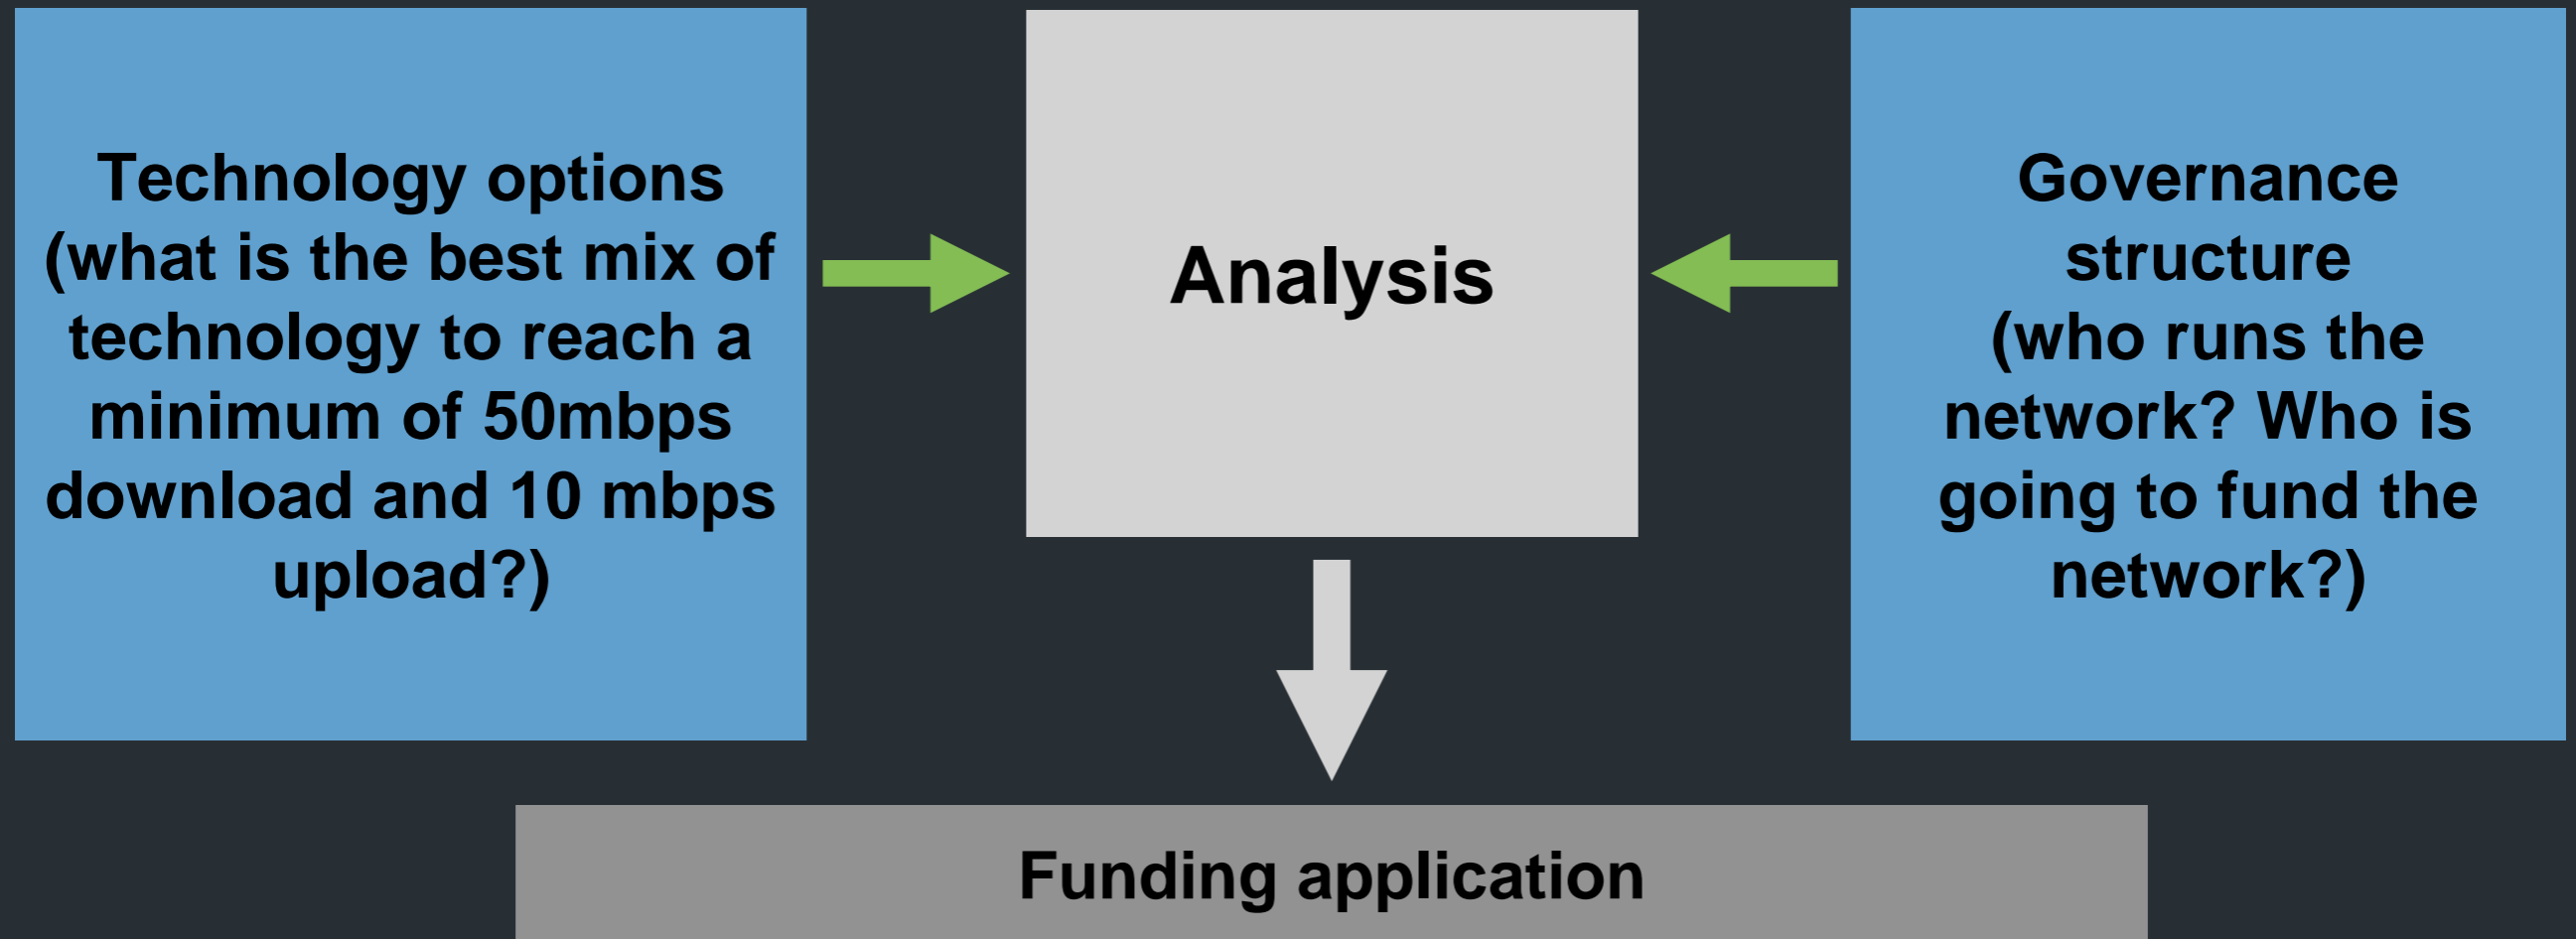 Technology options
(what is the best mix of
technology to reach a
minimum of 50mbps
download and 10 mbps
upload?)
Analysis
Governance
structure
(who runs the
network? Who is
going to fund the
network?)
Funding application